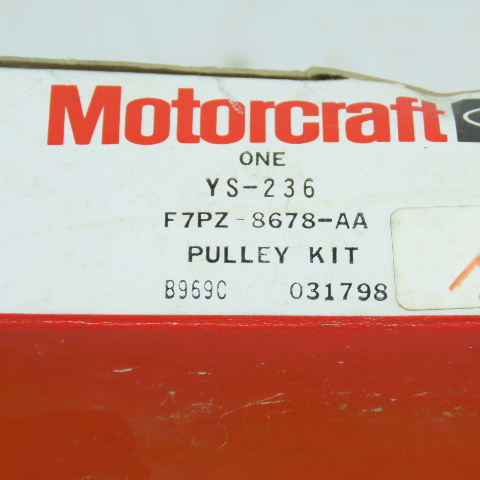 Motorcraft
ONE
YS-236
F7PZ-8678-AA
PULLEY KIT
B969C 031798